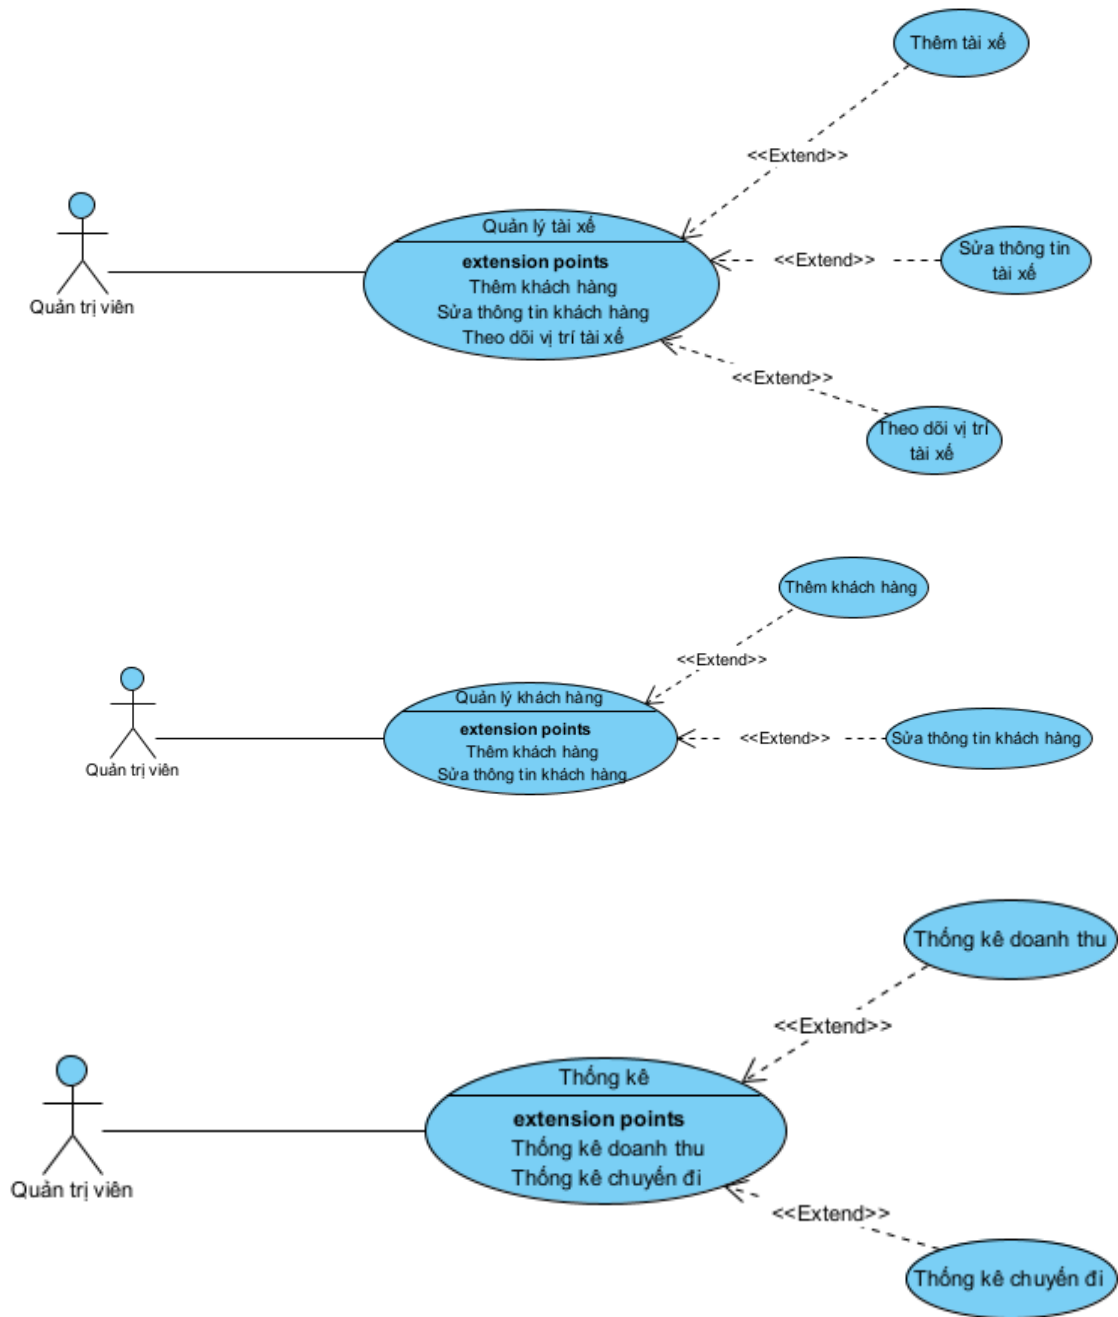 Thêm tài xế
<<Extend>>
Quản lý tài xế
extension points
Thêm khách hàng
Sửa thông tin khách hàng
Theo dõi vị trí tài xế
<<Extend>>
Sửa thông tin
tài xế
Quản trị viên
<<Extend>>
Theo dõi vị trí
tài xế
Thêm khách hàng
<<Extend>>
Quản lý khách hàng
extension points
Thêm khách hàng
Sửa thông tin khách hàng
<<Extend>>
Sửa thông tin khách hàng
Quản trị viên
Thống kê doanh thu
<<Extend>>
Thống kê
extension points
Thống kê doanh thu
Thống kê chuyến đi
Quản trị viên
<<Extend>>
Thống kê chuyến đi